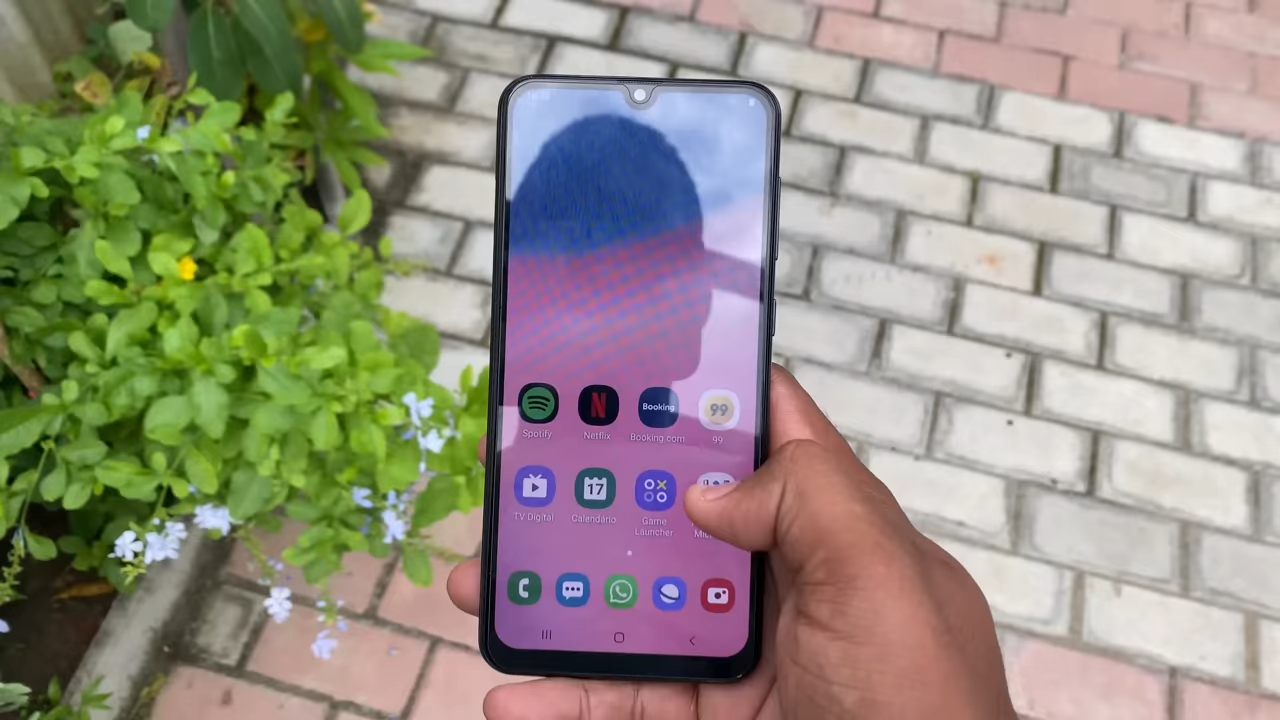 Booking
99
Spotify
Netflix
Booking.com
99
17
TV Digital
Calendário
Game
Launcher